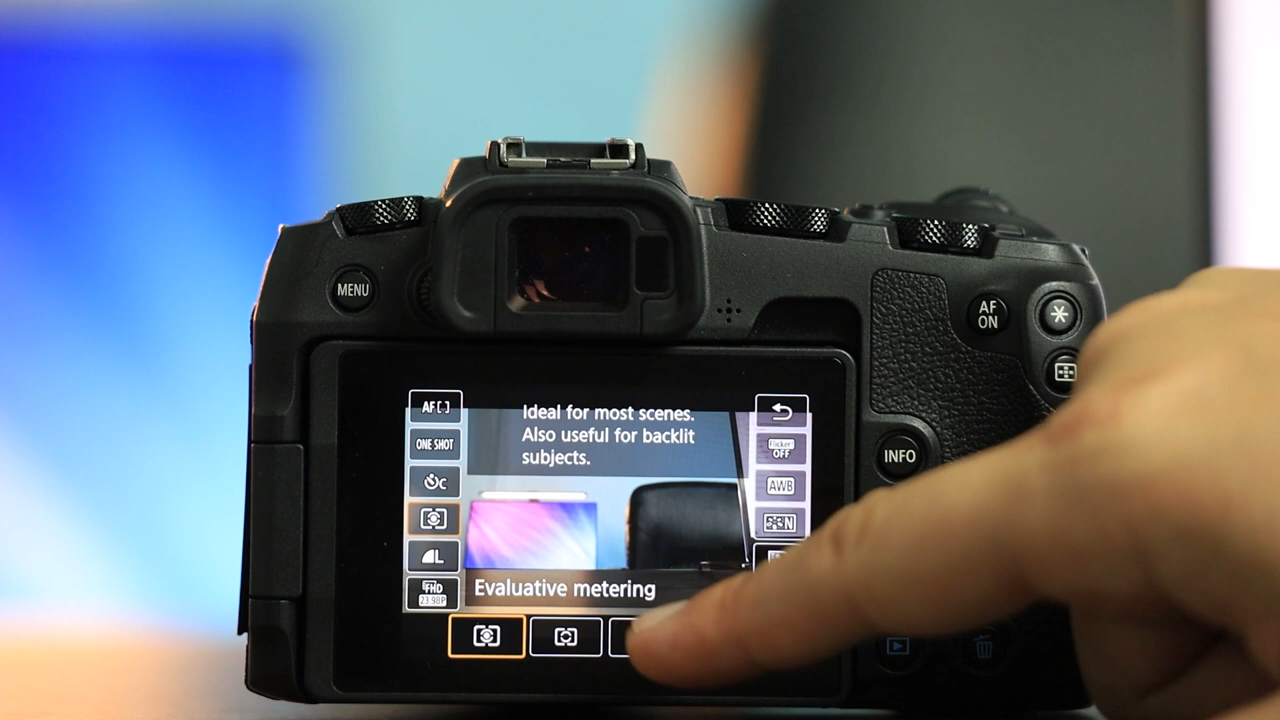 MENU
AF
ON
INFO
AF
ONE SHOT
C
L
FHD
23.98P
Ideal for most scenes.
Also useful for backlit
subjects.
Flicker!
OFF
AWB
Evaluative metering